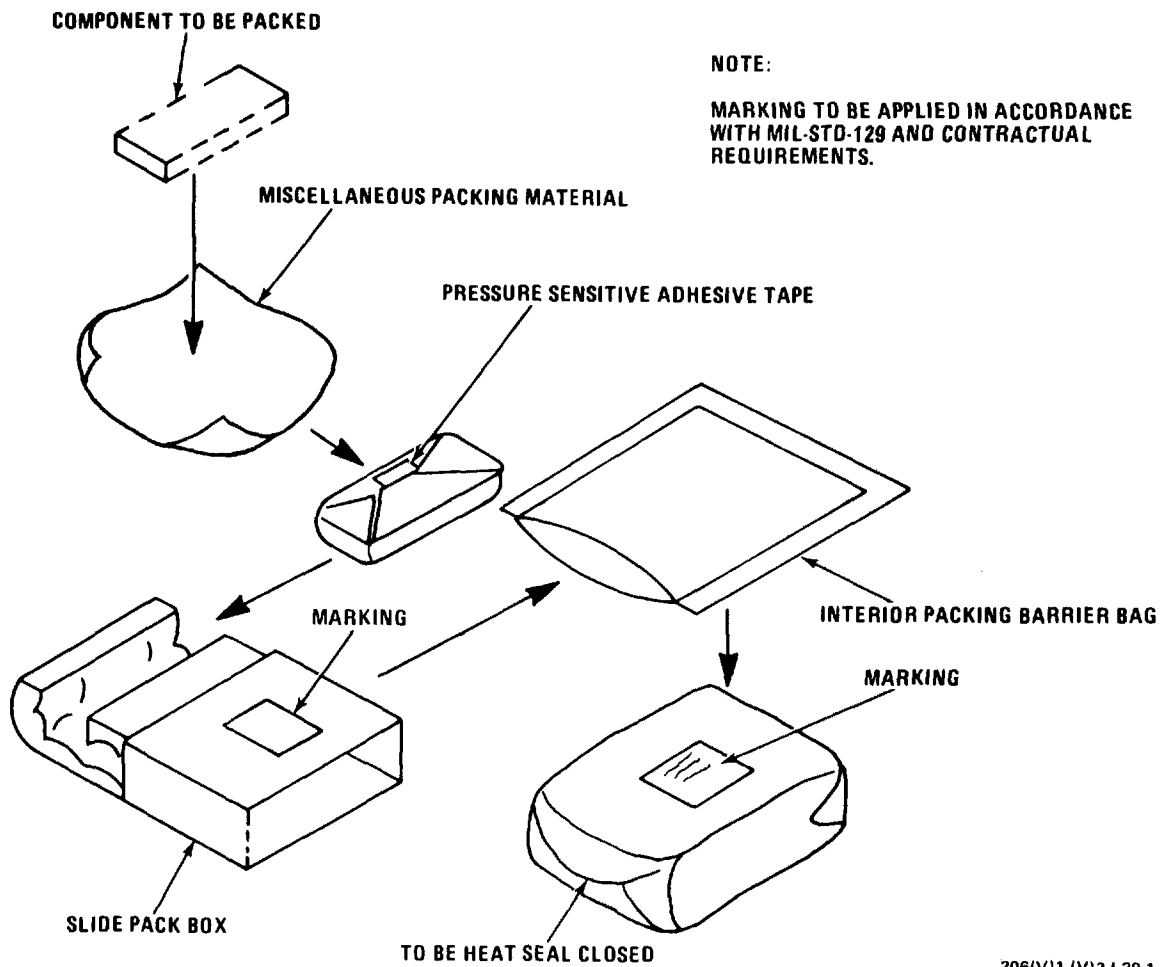 COMPONENT TO BE PACKED
NOTE:
MARKING TO BE APPLIED IN ACCORDANCE
WITH MIL-STD-129 AND CONTRACTUAL
REQUIREMENTS.
MISCELLANEOUS PACKING MATERIAL
PRESSURE SENSITIVE ADHESIVE TAPE
MARKING
INTERIOR PACKING BARRIER BAG
MARKING
SLIDE PACK BOX
TO BE HEAT SEAL CLOSED